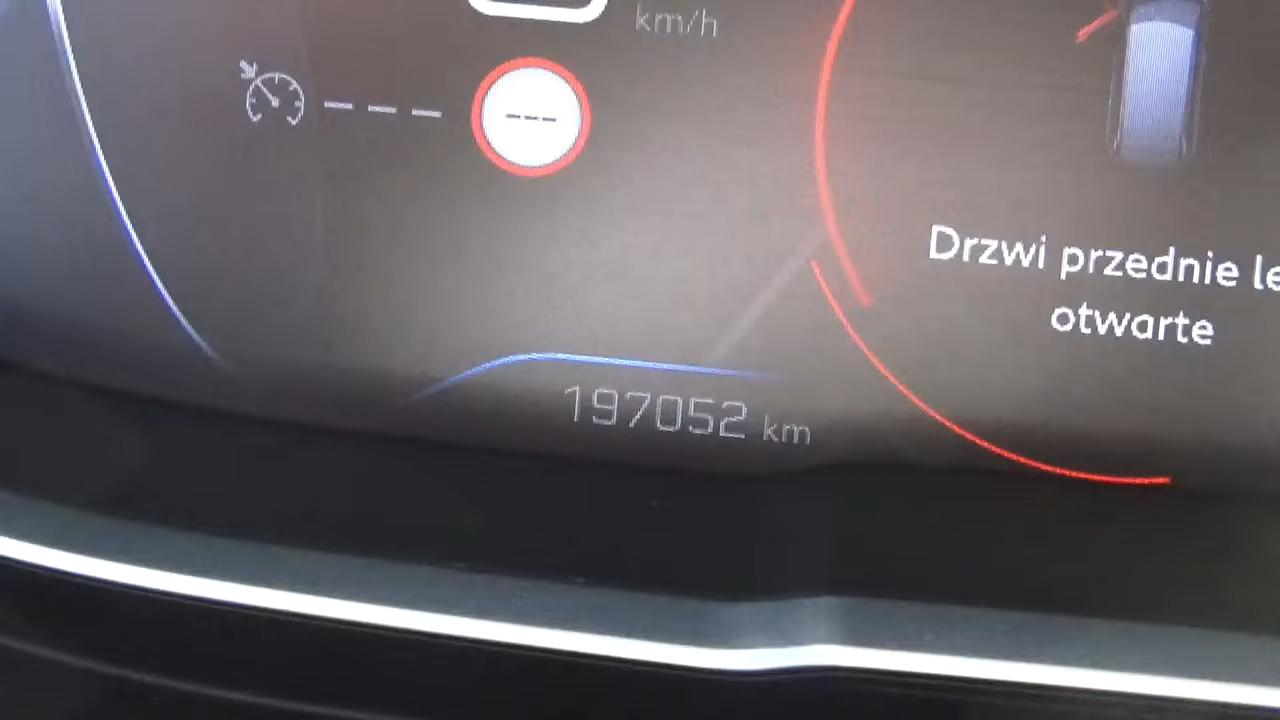 km/h
--- 
---
Drzwi przednie le
otwarte
197052 km